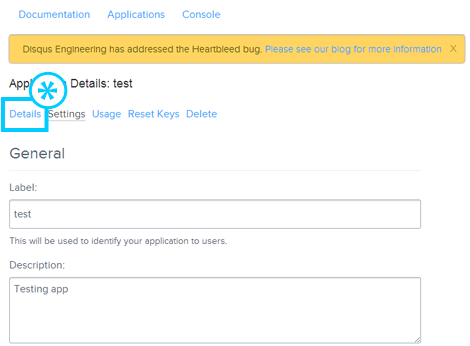 Documentation Applications Console
Disqus Engineering has addressed the Heartbleed bug. Please see our blog for more information X
Details: test
Details Settings Usage Reset Keys Delete
General
Label:
test
This will be used to identify your application to users.
Description:
Testing app